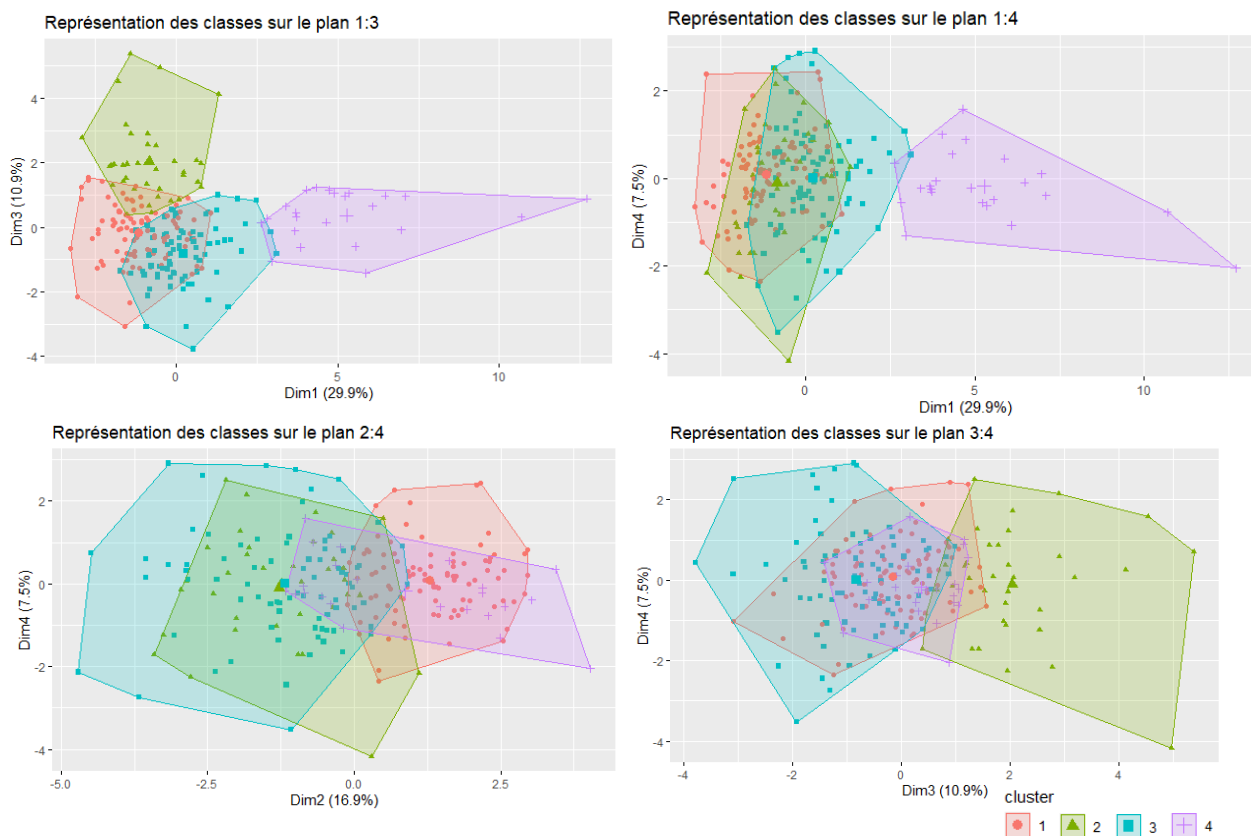 Représentation des classes sur le plan 1:3
4
2
0
-2
-4
Dim3 (10.9%)
0
5
10
Dim1 (29.9%)
Représentation des classes sur le plan 1:4
2
0
-2
-4
Dim4 (7.5%)
0
5
10
Dim1 (29.9%)
Représentation des classes sur le plan 2:4
2
0
-2
-4
Dim4 (7.5%)
-5.0
-2.5
0.0
2.5
Dim2 (16.9%)
Représentation des classes sur le plan 3:4
2
0
-2
-4
Dim4 (7.5%)
-4
-2
0
2
4
Dim3 (10.9%)
cluster
1 2 3 4